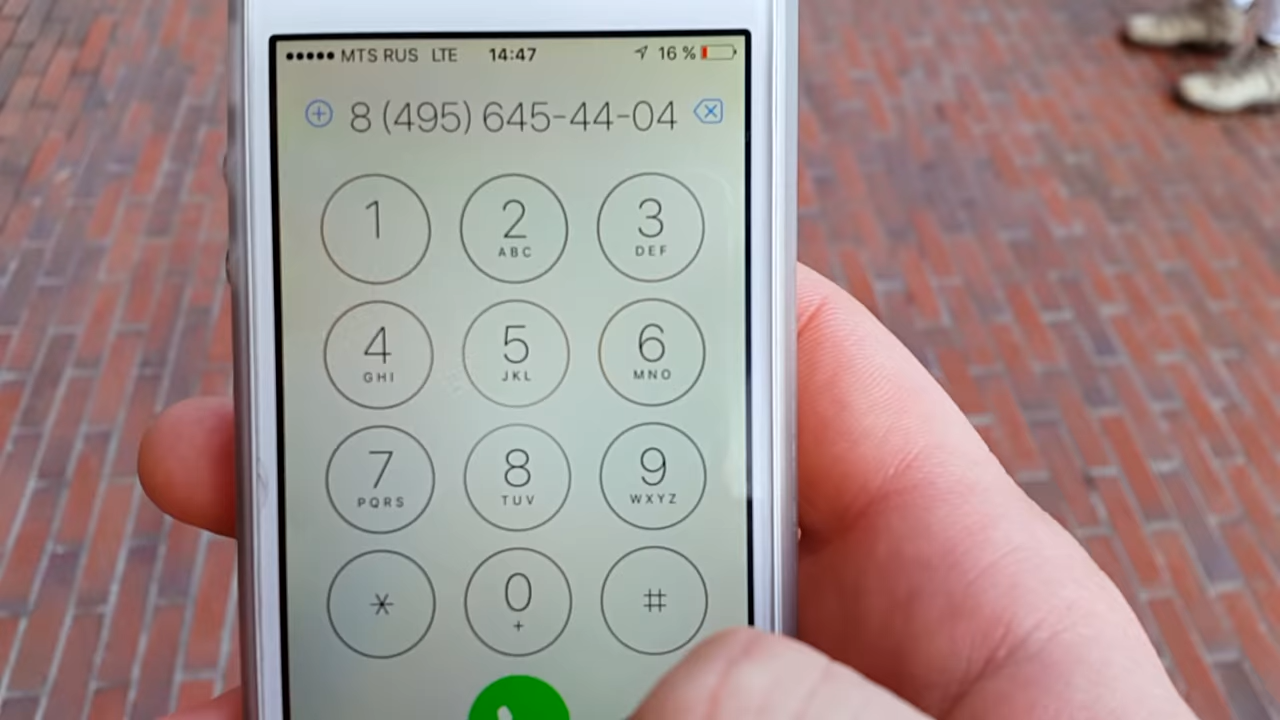 MTS RUS LTE 14:47 16 %
8 (495) 645-44-04
1 2 3
ABC DEF
4 5 6
GHI JKL MNO
7 8 9
PQRS TUV WXYZ
* 0 #
+